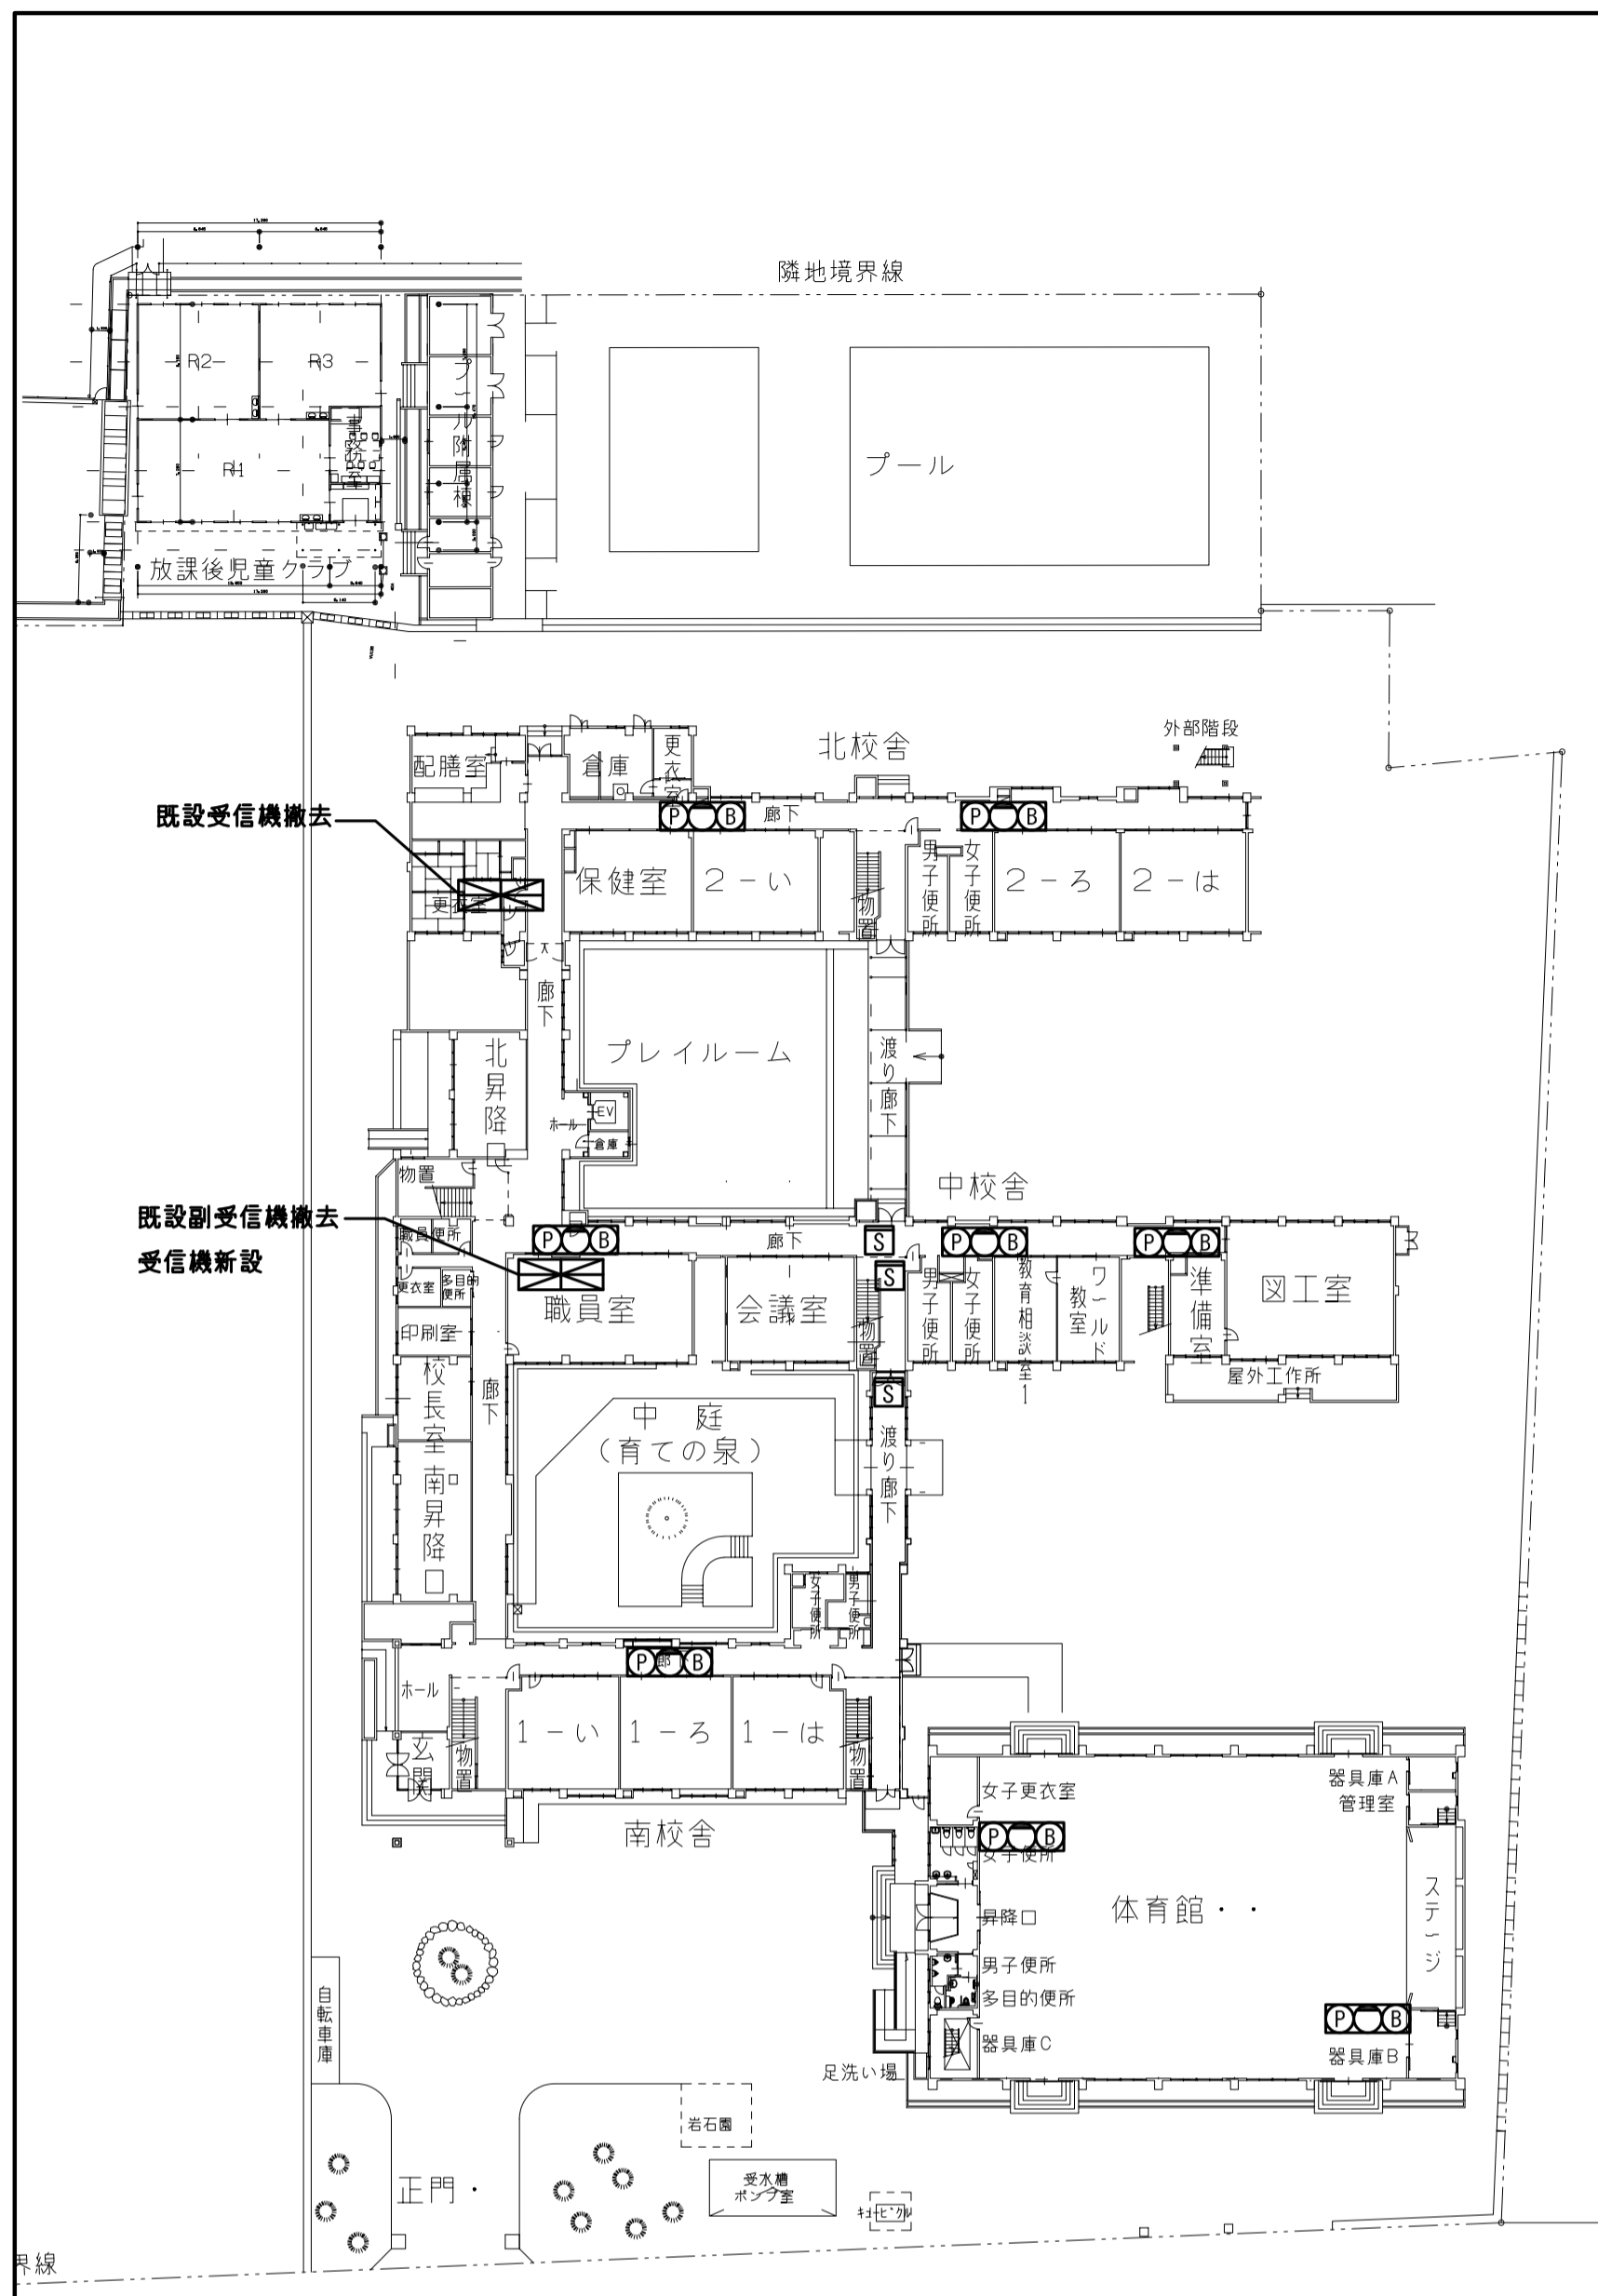 隣地境界線
R2
R3
事務室
R1
放課後児童クラブ
プール附属棟
プール
北校舎
外部階段
配膳室
倉庫
更衣室
既設受信機撤去
P B
廊下
P B
保健室
2-い
物置
男子便所
女子便所
2-ろ
2-は
更衣室
廊下
北昇降口
プレイルーム
渡り廊下
ホール
EV
倉庫
物置
中校舎
既設副受信機撤去
受信機新設
職員便所
P B
廊下
S
P B
P B
S
更衣室
多目的便所
職員室
会議室
物置
男子便所
女子便所
教育相談室1
ワールド教室
準備室
図工室
印刷室
校長室
廊下
屋外工作所
S
中 庭
(育ての泉)
渡り廊下
南昇降口
女子便所
男子便所
P B
ホール
玄関
物置
1-い
1-ろ
1-は
物置
南校舎
女子更衣室
器具庫A
管理室
P B
女子便所
昇降口
体育館
ステージ
男子便所
多目的便所
P B
器具庫C
器具庫B
足洗い場
自転車庫
岩石園
正門
受水槽
ポンプ室
キュービクル
界線